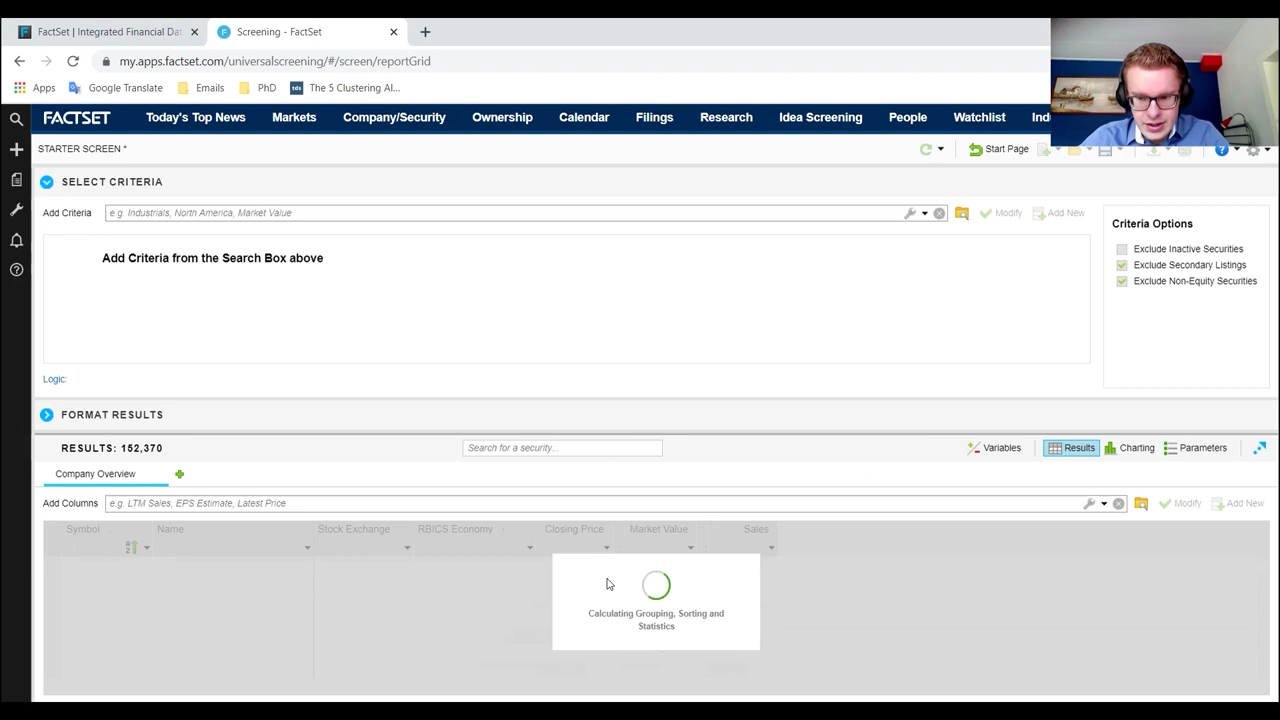 FactSet | Integrated Financial Dat
Screening - FactSet
my.apps.factset.com/universalscreening/#/screen/reportGrid
Apps
Google Translate
Emails
PhD
tds
The 5 Clustering Al...
FACTSET
Today's Top News
Markets
Company/Security
Ownership
Calendar
Filings
Research
Idea Screening
People
Watchlist
STARTER SCREEN *
Start Page
SELECT CRITERIA
Add Criteria
e.g. Industrials, North America, Market Value
Modify
Add New
Add Criteria from the Search Box above
Criteria Options
Exclude Inactive Securities
Exclude Secondary Listings
Exclude Non-Equity Securities
Logic:
FORMAT RESULTS
RESULTS: 152,370
Search for a security...
Variables
Results
Charting
Parameters
Company Overview
Add Columns
e.g. LTM Sales, EPS Estimate, Latest Price
Modify
Add New
Symbol
Name
Stock Exchange
RBICS Economy
Closing Price
Market Value
Sales
Calculating Grouping, Sorting and
Statistics